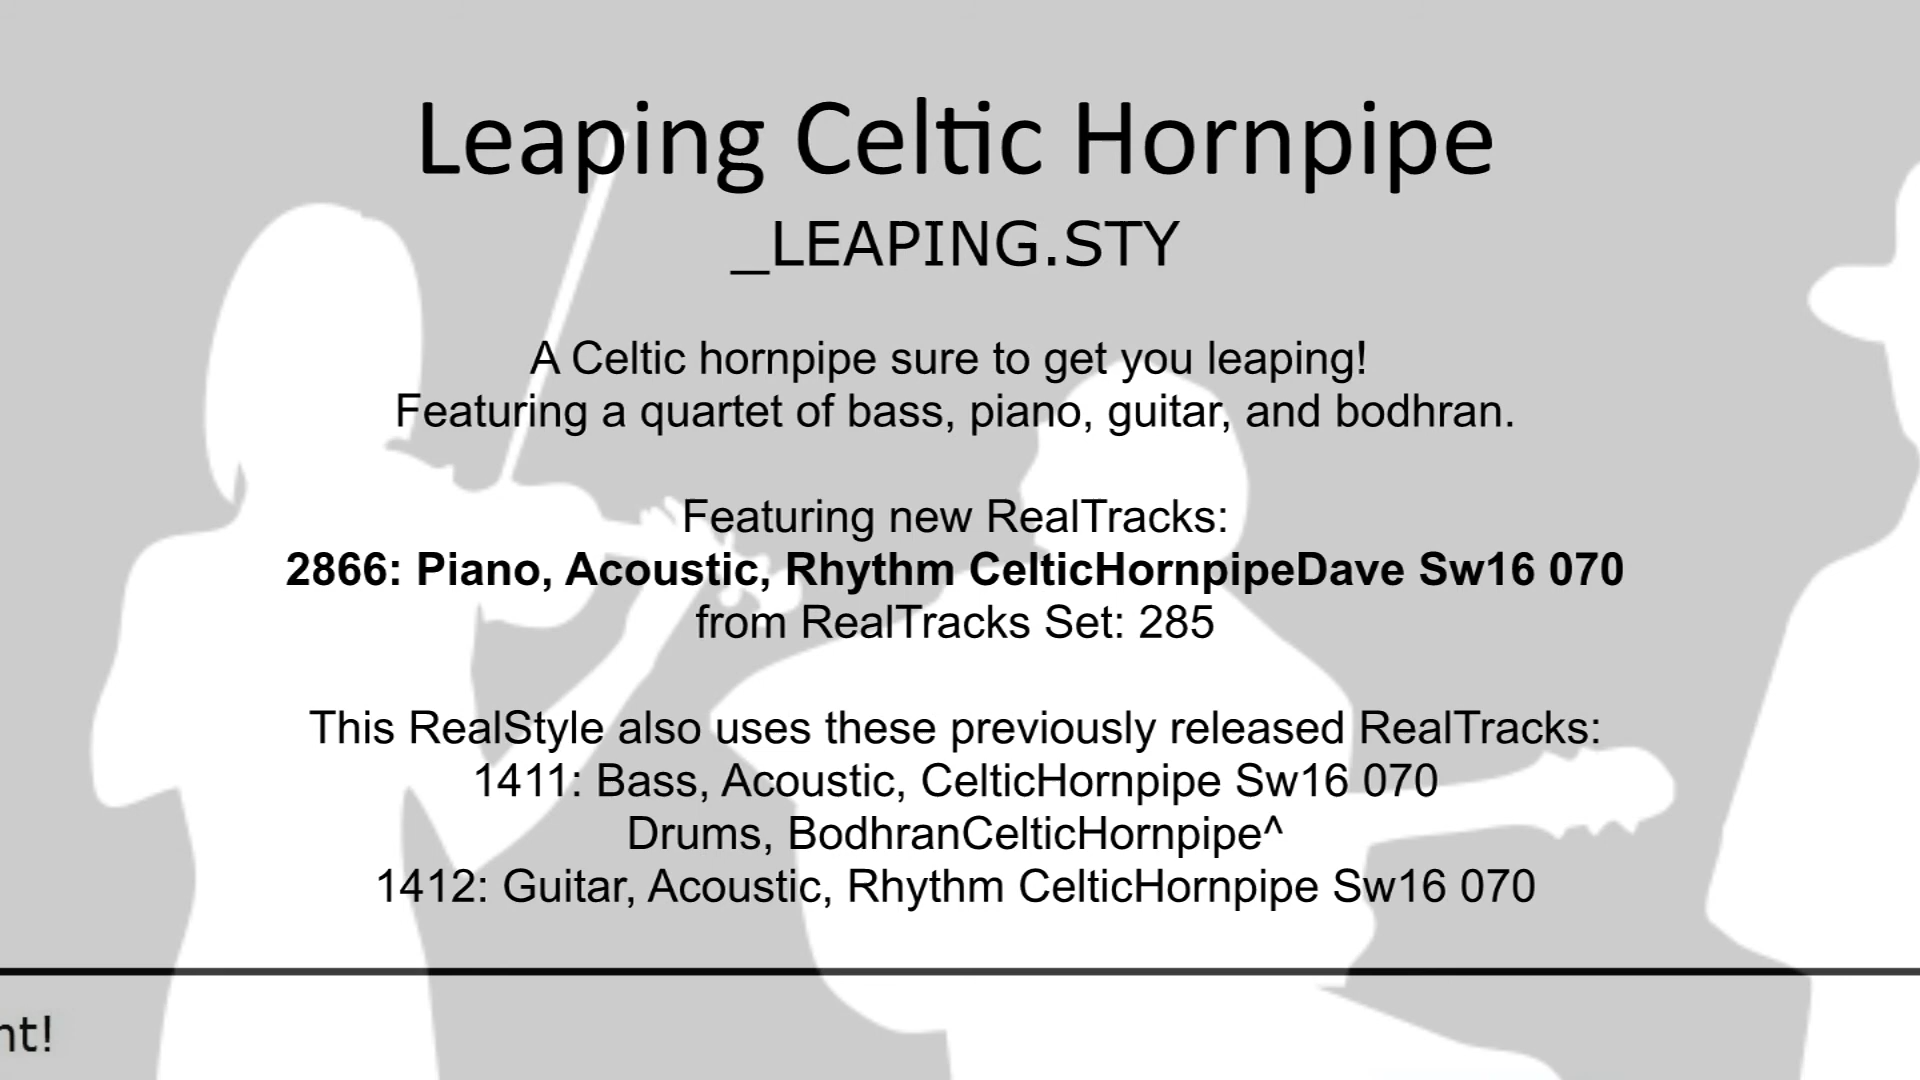 Leaping Celtic Hornpipe
_LEAPING.STY
A Celtic hornpipe sure to get you leaping!
Featuring a quartet of bass, piano, guitar, and bodhran.
Featuring new RealTracks:
2866: Piano, Acoustic, Rhythm CelticHornpipeDave Sw16 070
from RealTracks Set: 285
This RealStyle also uses these previously released RealTracks:
1411: Bass, Acoustic, CelticHornpipe Sw16 070
Drums, BodhranCelticHornpipe^
1412: Guitar, Acoustic, Rhythm CelticHornpipe Sw16 070